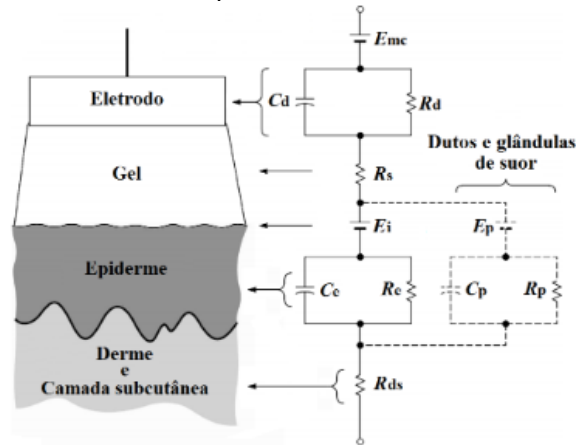 Emc
Eletrodo
Cd
Rd
Dutos e glândulas
de suor
Gel
Rs
Ei
Ep
Epiderme
Ce
Re
Cp
Rp
Derme
e
Camada subcutânea
Rds